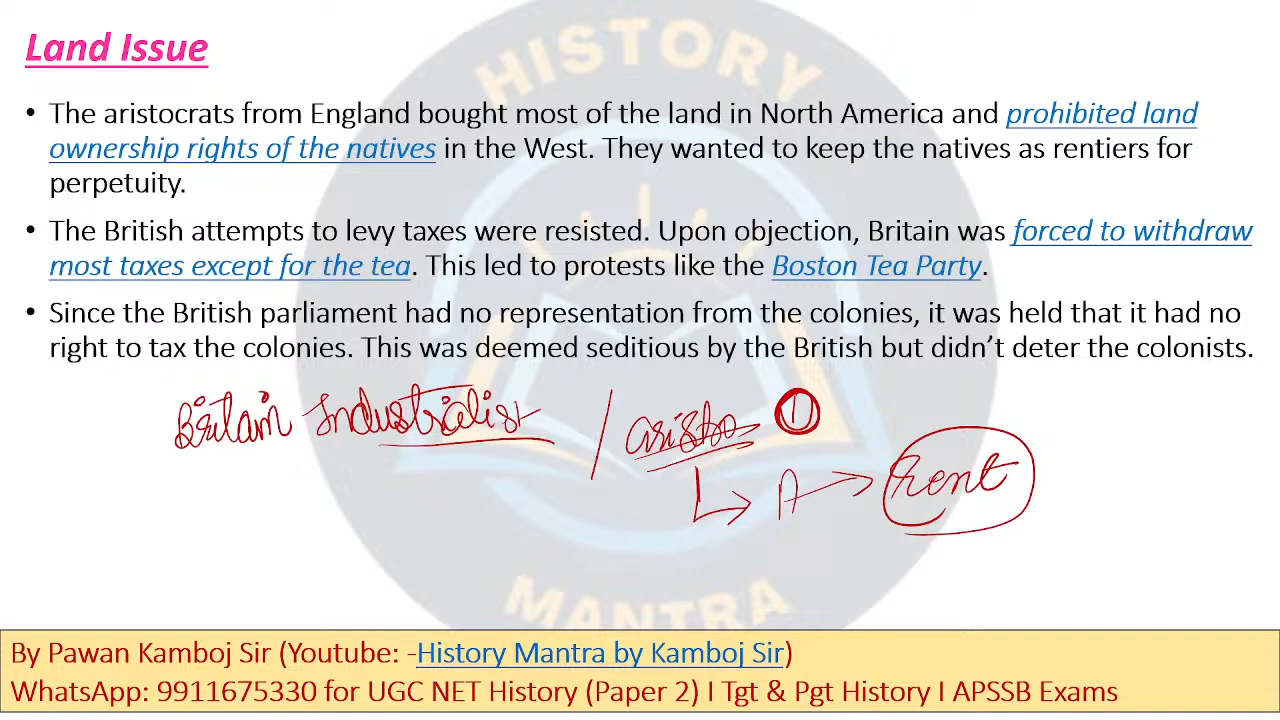 HISTORY
Land Issue
• The aristocrats from England bought most of the land in North America and prohibited land
ownership rights of the natives in the West. They wanted to keep the natives as rentiers for
perpetuity.
• The British attempts to levy taxes were resisted. Upon objection, Britain was forced to withdraw
most taxes except for the tea. This led to protests like the Boston Tea Party.
• Since the British parliament had no representation from the colonies, it was held that it had no
right to tax the colonies. This was deemed seditious by the British but didn’t deter the colonists.
Britain Industrialist / aristo 1
A → Rent
MANTRA
By Pawan Kamboj Sir (Youtube: -History Mantra by Kamboj Sir)
WhatsApp: 9911675330 for UGC NET History (Paper 2) I Tgt & Pgt History I APSSB Exams